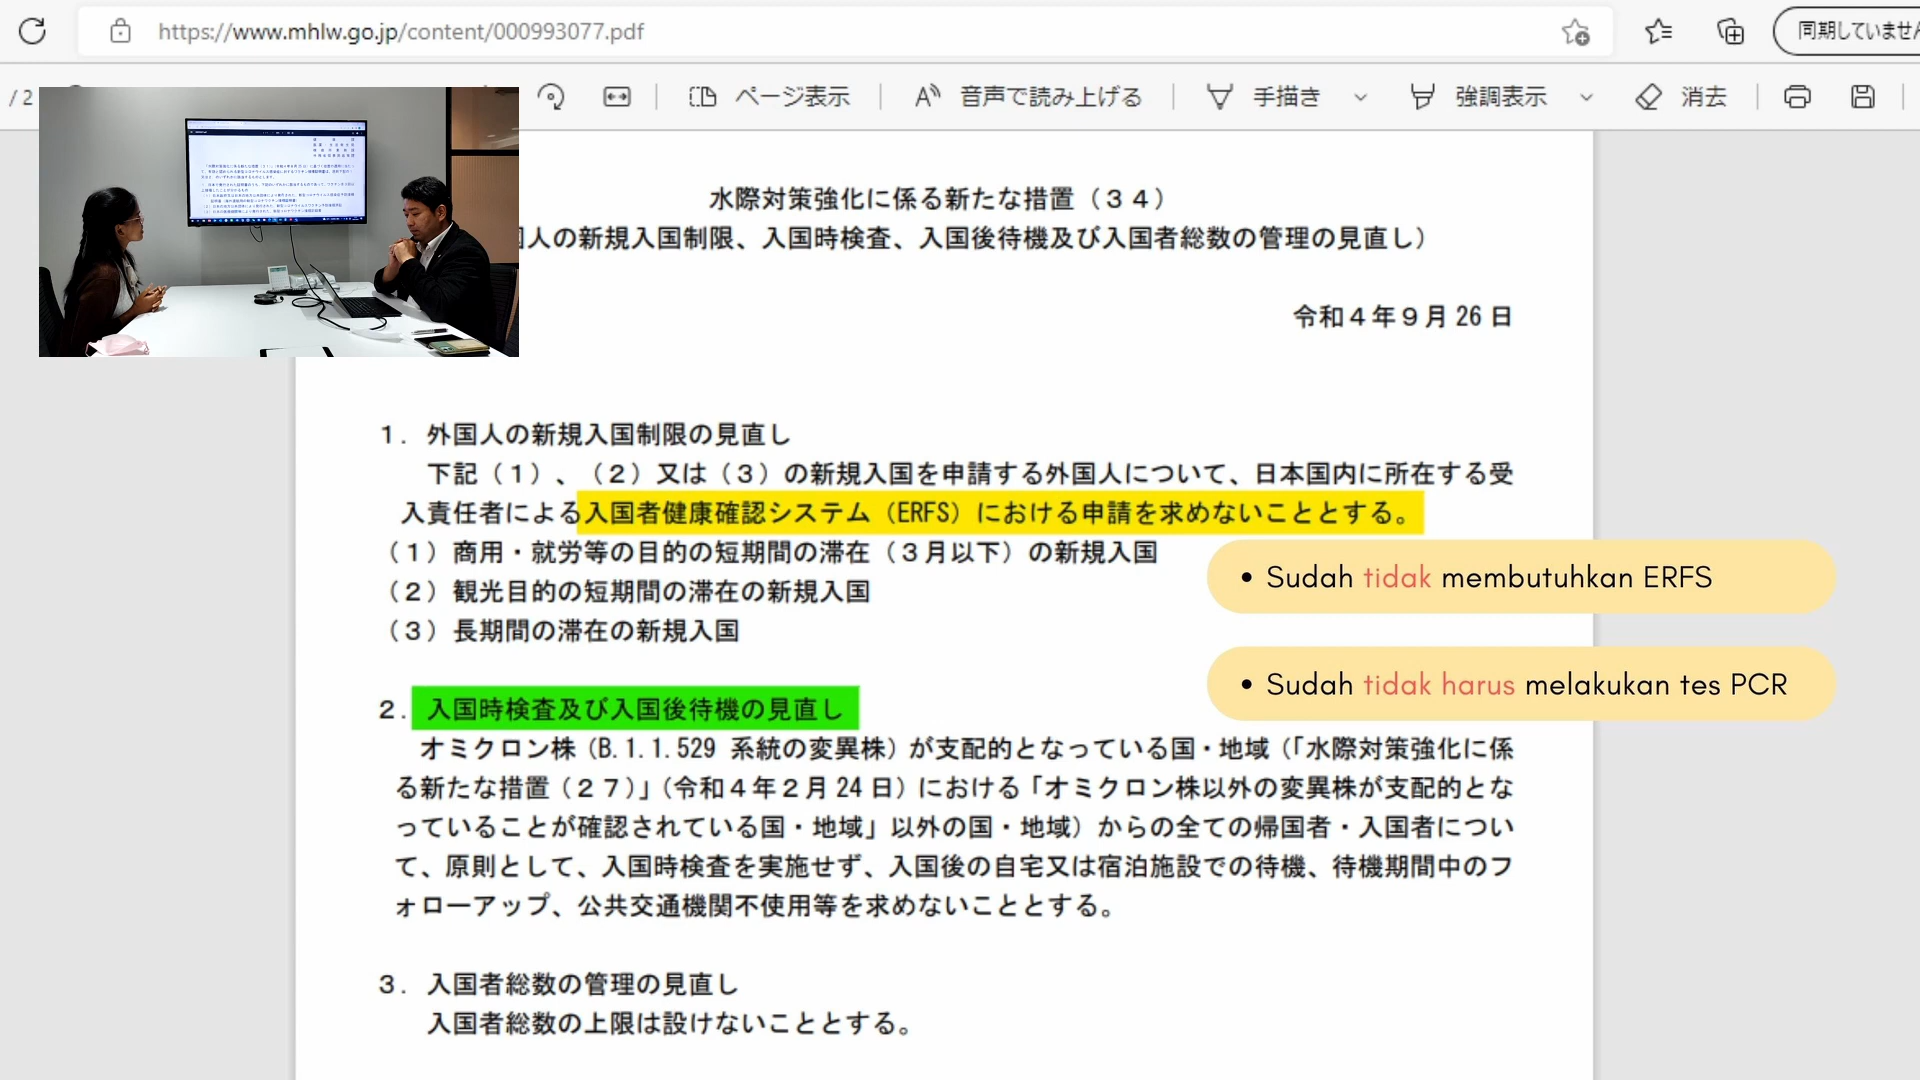 https://www.mhlw.go.jp/content/000993077.pdf
同期していませ
/ 2
ページ表示
音声で読み上げる
手描き
強調表示
消去
水際対策強化に係る新たな措置（３４）
人の新規入国制限、入国時検査、入国後待機及び入国者総数の管理の見直し）
令和４年９月 26 日
１．外国人の新規入国制限の見直し
下記（１）、（２）又は（３）の新規入国を申請する外国人について、日本国内に所在する受
入責任者による入国者健康確認システム（ERFS）における申請を求めないこととする。
（１）商用・就労等の目的の短期間の滞在（３月以下）の新規入国
（２）観光目的の短期間の滞在の新規入国
（３）長期間の滞在の新規入国
• Sudah tidak membutuhkan ERFS
• Sudah tidak harus melakukan tes PCR
２．入国時検査及び入国後待機の見直し
オミクロン株（B.1.1.529 系統の変異株）が支配的となっている国・地域（「水際対策強化に係
る新たな措置（２７）」（令和４年２月 24 日）における「オミクロン株以外の変異株が支配的とな
っていることが確認されている国・地域」以外の国・地域）からの全ての帰国者・入国者につい
て、原則として、入国時検査を実施せず、入国後の自宅又は宿泊施設での待機、待機期間中のフ
ォローアップ、公共交通機関不使用等を求めないこととする。
３．入国者総数の管理の見直し
入国者総数の上限は設けないこととする。